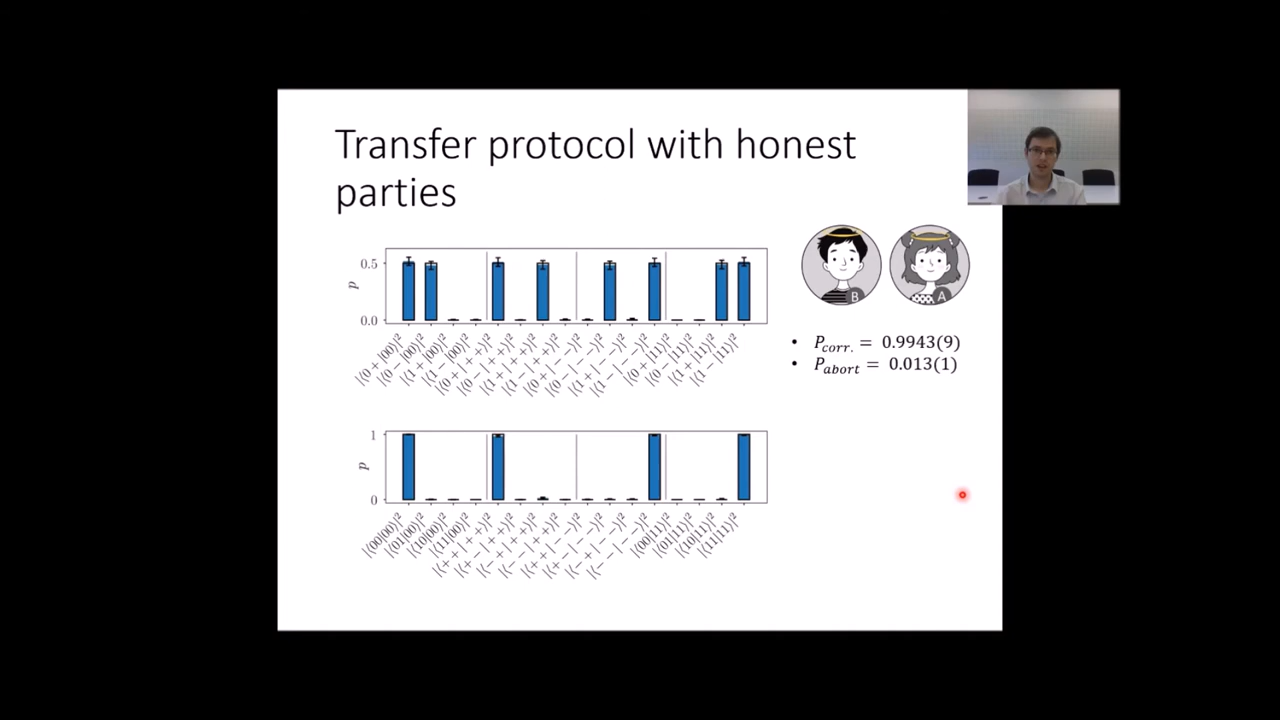 Transfer protocol with honest
parties
0.5
p
0.0
|⟨0 + |00⟩|²
|⟨0 − |00⟩|²
|⟨1 + |00⟩|²
|⟨1 − |00⟩|²
|⟨0 + | + +⟩|²
|⟨0 − | + +⟩|²
|⟨1 + | + +⟩|²
|⟨1 − | + +⟩|²
|⟨0 + | − −⟩|²
|⟨0 − | − −⟩|²
|⟨1 + | − −⟩|²
|⟨1 − | − −⟩|²
|⟨0 + |11⟩|²
|⟨0 − |11⟩|²
|⟨1 + |11⟩|²
|⟨1 − |11⟩|²
B
A
• P_corr. = 0.9943(9)
• P_abort = 0.013(1)
1
p
0
|⟨00|00⟩|²
|⟨01|00⟩|²
|⟨10|00⟩|²
|⟨11|00⟩|²
|⟨+ + | + +⟩|²
|⟨+ − | + +⟩|²
|⟨− + | + +⟩|²
|⟨− − | + +⟩|²
|⟨+ + | − −⟩|²
|⟨+ − | − −⟩|²
|⟨− + | − −⟩|²
|⟨− − | − −⟩|²
|⟨00|11⟩|²
|⟨01|11⟩|²
|⟨10|11⟩|²
|⟨11|11⟩|²